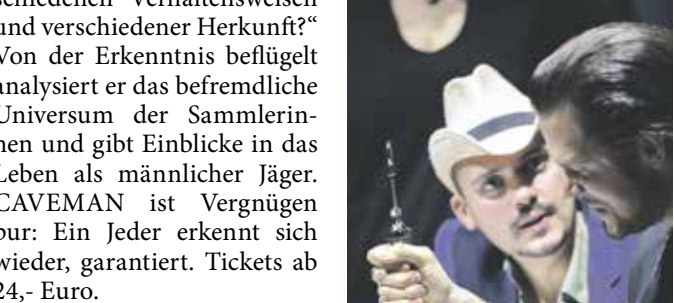 schiedenen Verhaltensweisen
und verschiedener Herkunft?“
Von der Erkenntnis beflügelt
analysiert er das befremdliche
Universum der Sammlerin-
nen und gibt Einblicke in das
Leben als männlicher Jäger.
CAVEMAN ist Vergnügen
pur: Ein Jeder erkennt sich
wieder, garantiert. Tickets ab
24,- Euro.